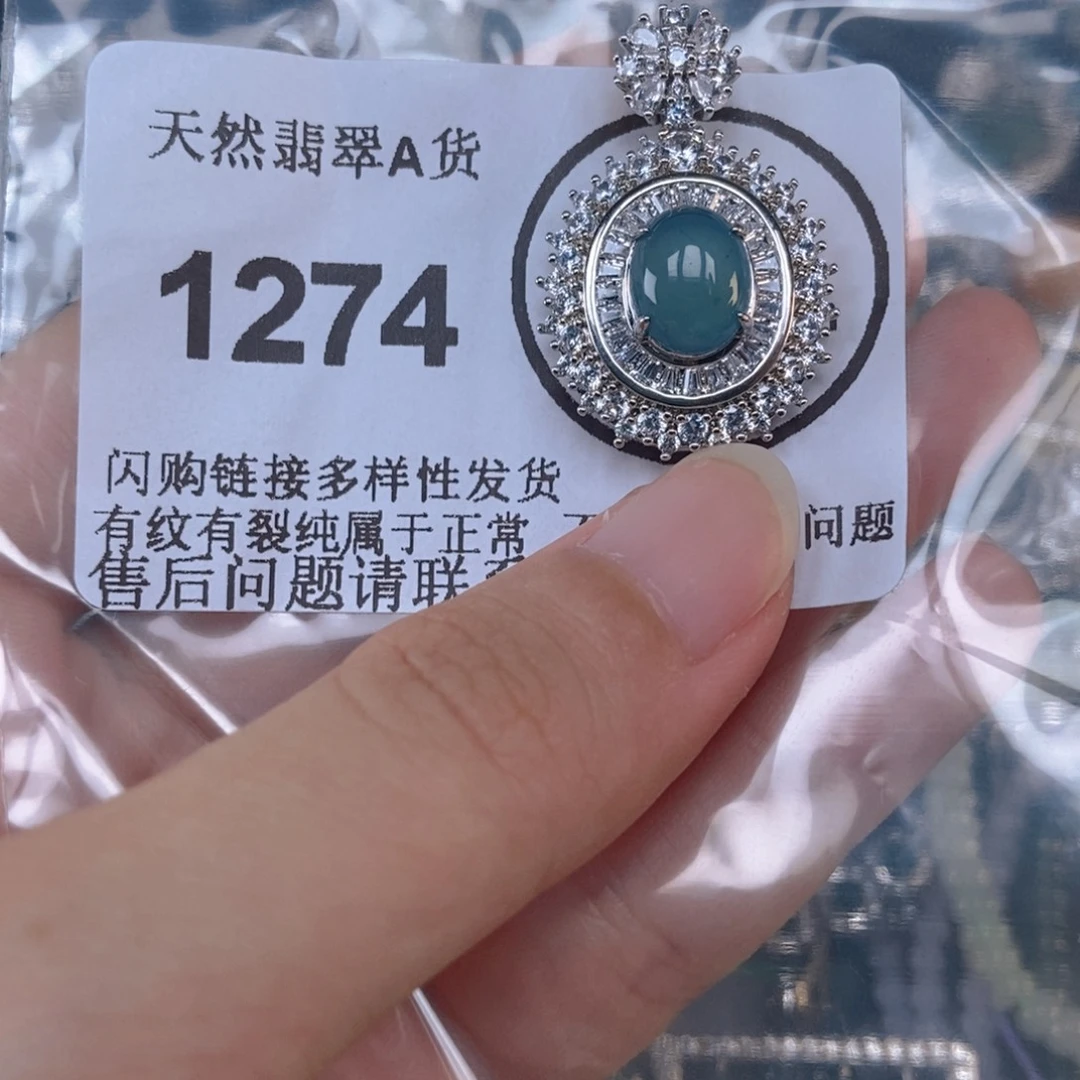 天然翡翠A货
1274
闪购链接多样性发货
有纹有裂纯属于正常 问题
售后问题请联